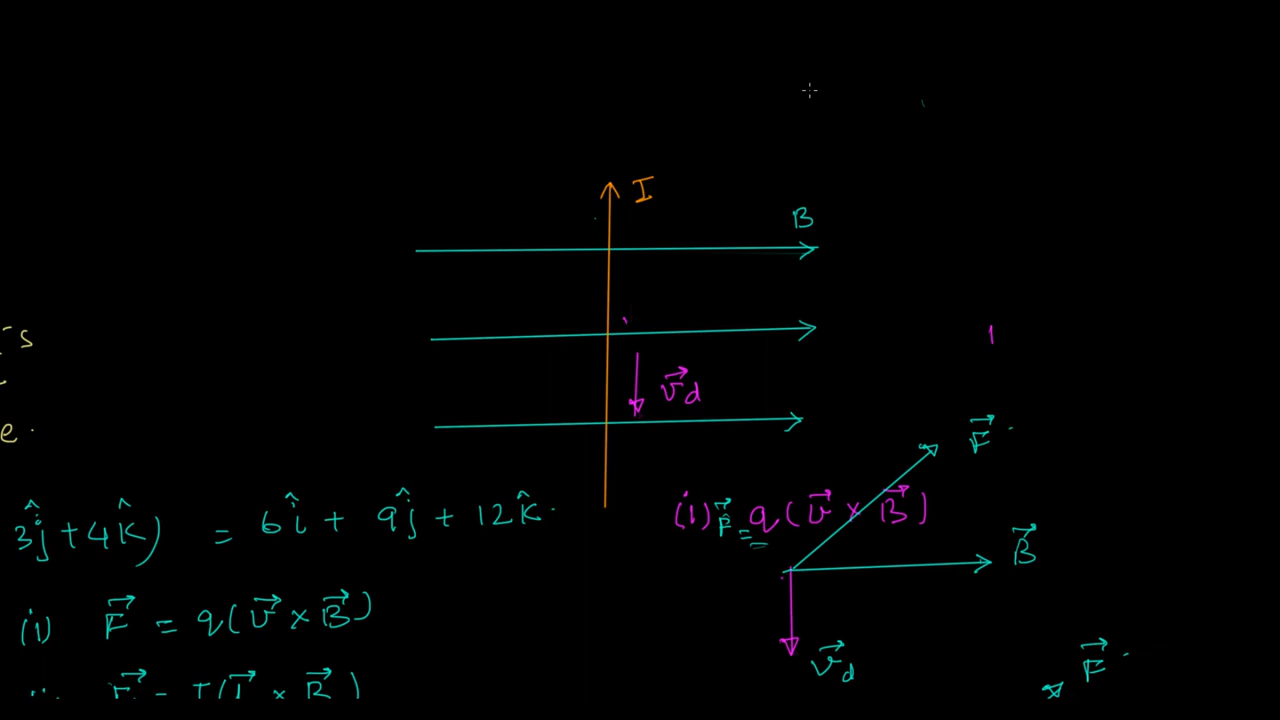 I
B
's
v⃗d
e.
F⃗
3ĵ + 4k̂) = 6î + 9ĵ + 12k̂.
(i) F⃗ = q(v⃗ × B⃗)
B⃗
(i) F⃗ = q(v⃗ × B⃗)
v⃗d
F⃗
F⃗ = I(l⃗ × B⃗)